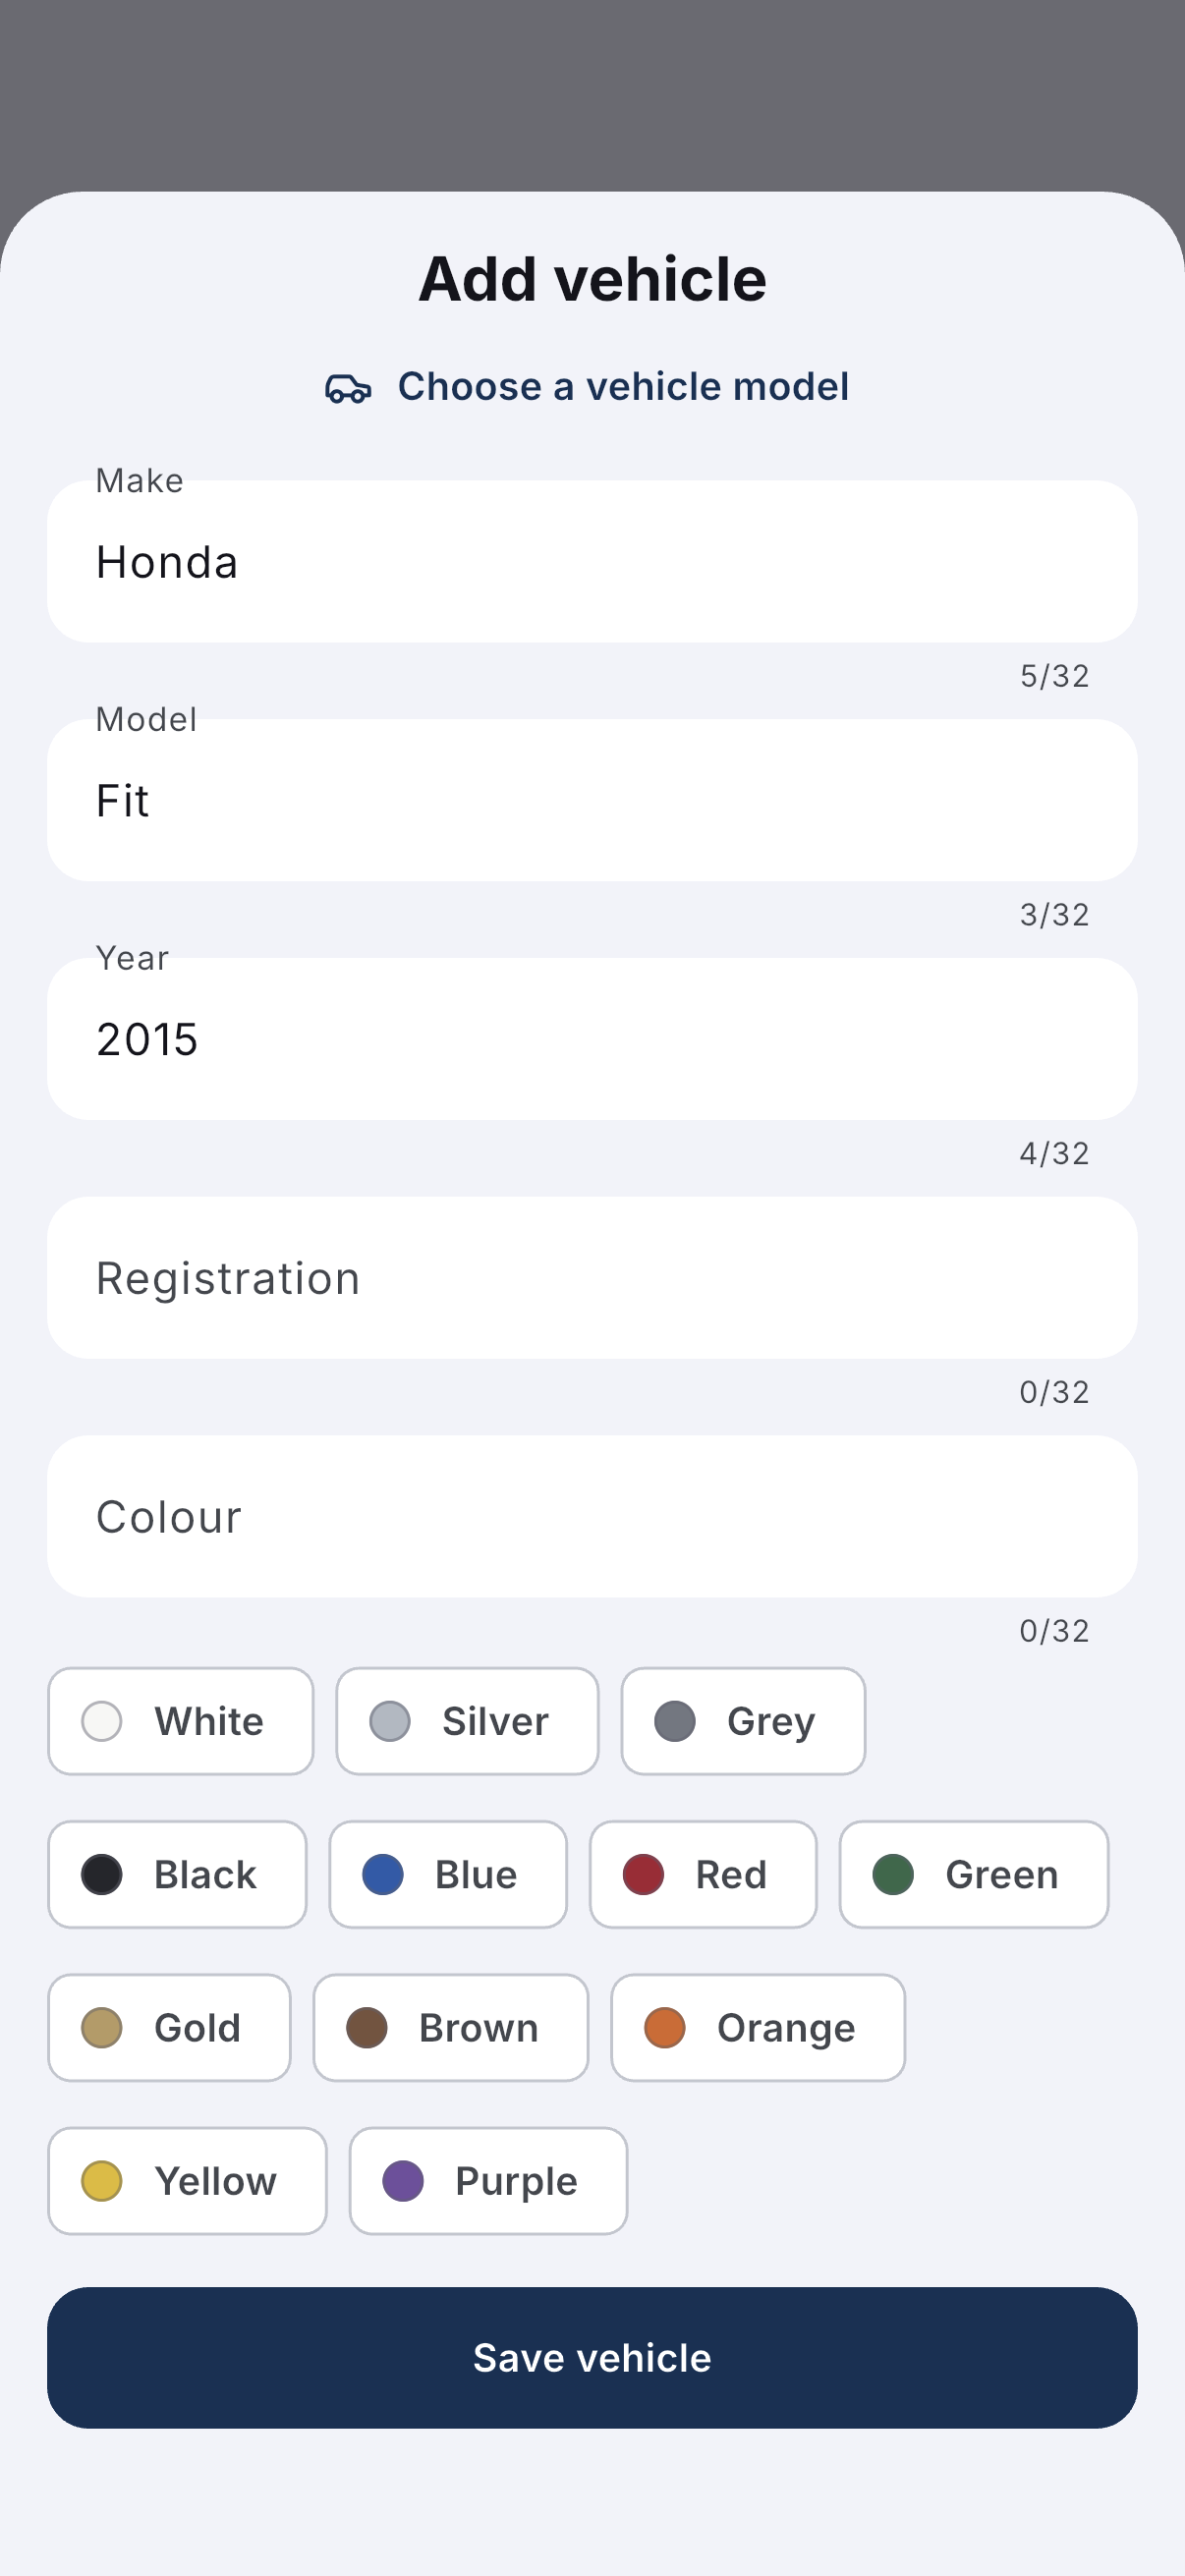 Add vehicle
Choose a vehicle model
Make
Honda
5/32
Model
Fit
3/32
Year
2015
4/32
Registration
0/32
Colour
0/32
White Silver Grey
Black Blue Red Green
Gold Brown Orange
Yellow Purple
Save vehicle